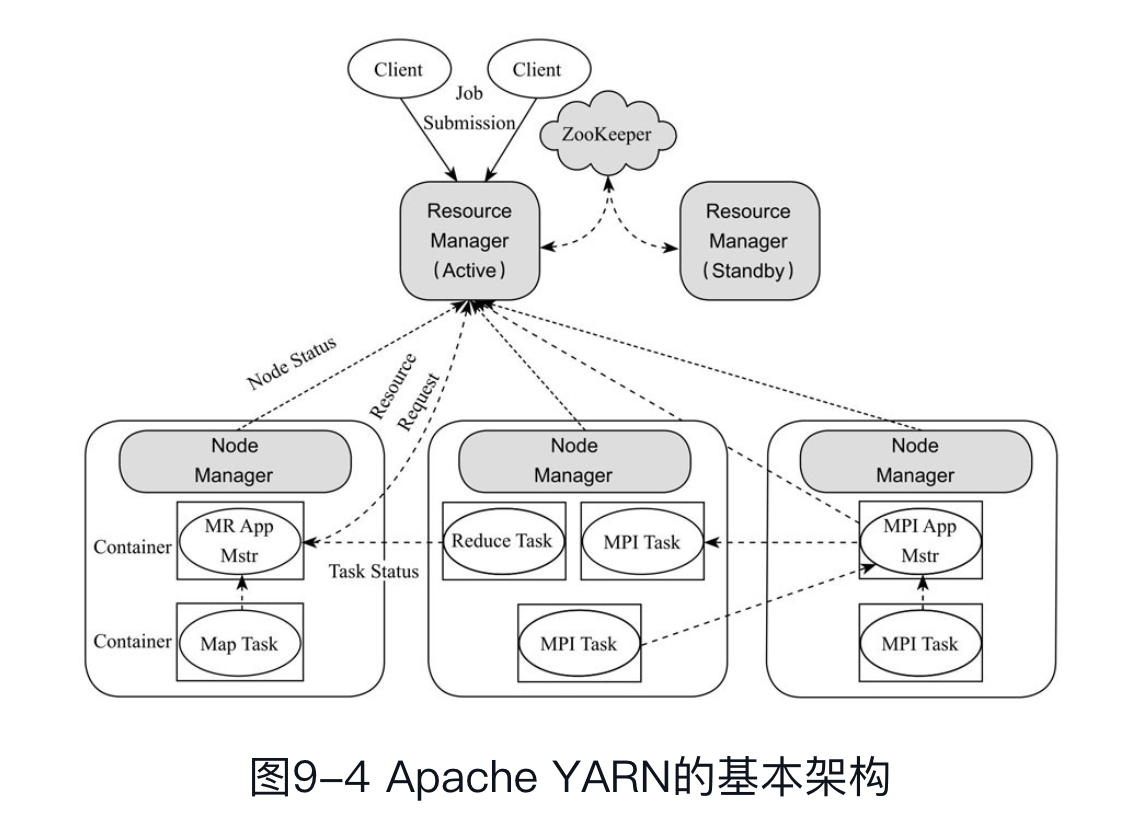 Client
Client
Job
Submission
ZooKeeper
Resource
Manager
(Active)
Resource
Manager
(Standby)
Node Status
Resource
Request
Node
Manager
Node
Manager
Node
Manager
Container
MR App
Mstr
Reduce Task
MPI Task
MPI App
Mstr
Task Status
Container
Map Task
MPI Task
MPI Task
图9-4 Apache YARN的基本架构